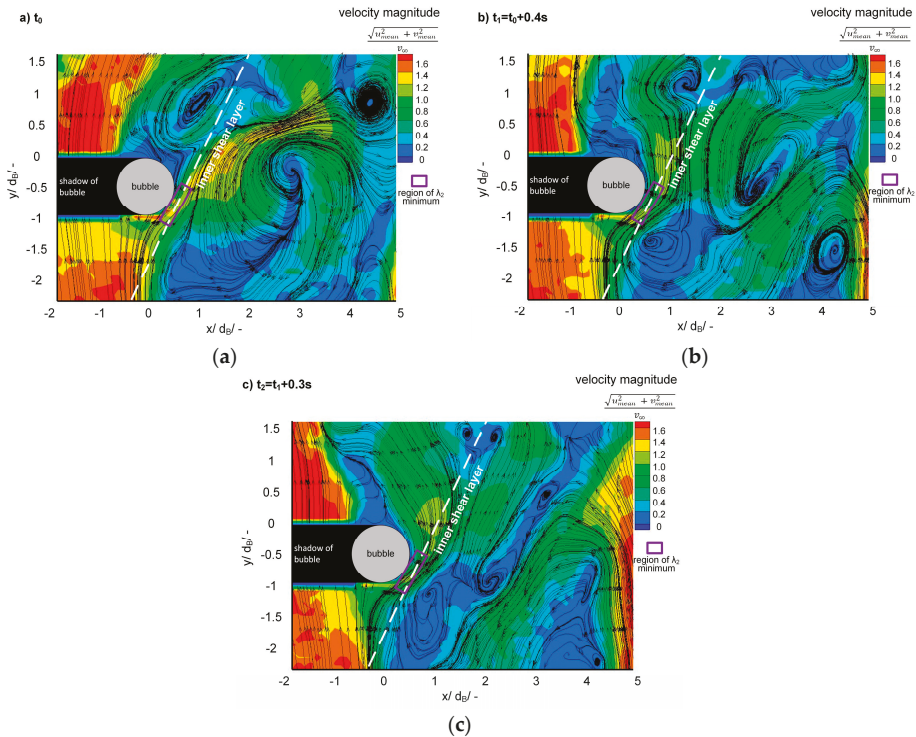 a) t₀
velocity magnitude
√u²mean + v²mean
v∞
1.6
1.4
1.2
1.0
0.8
0.6
0.4
0.2
0
region of λ₂
minimum
y/ dB/ -
1.5
1
0.5
0
-0.5
-1
-1.5
-2
shadow of
bubble
bubble
inner shear layer
-2 -1 0 1 2 3 4 5
x/ dB/ -
(a)
b) t₁=t₀+0.4s
velocity magnitude
√u²mean + v²mean
v∞
1.6
1.4
1.2
1.0
0.8
0.6
0.4
0.2
0
region of λ₂
minimum
y/ dB/ -
1.5
1
0.5
0
-0.5
-1
-1.5
-2
shadow of
bubble
bubble
inner shear layer
-2 -1 0 1 2 3 4 5
x/ dB/ -
(b)
c) t₂=t₁+0.3s
velocity magnitude
√u²mean + v²mean
v∞
1.6
1.4
1.2
1.0
0.8
0.6
0.4
0.2
0
region of λ₂
minimum
y/ dB/ -
1.5
1
0.5
0
-0.5
-1
-1.5
-2
shadow of
bubble
bubble
inner shear layer
-2 -1 0 1 2 3 4 5
x/ dB/ -
(c)